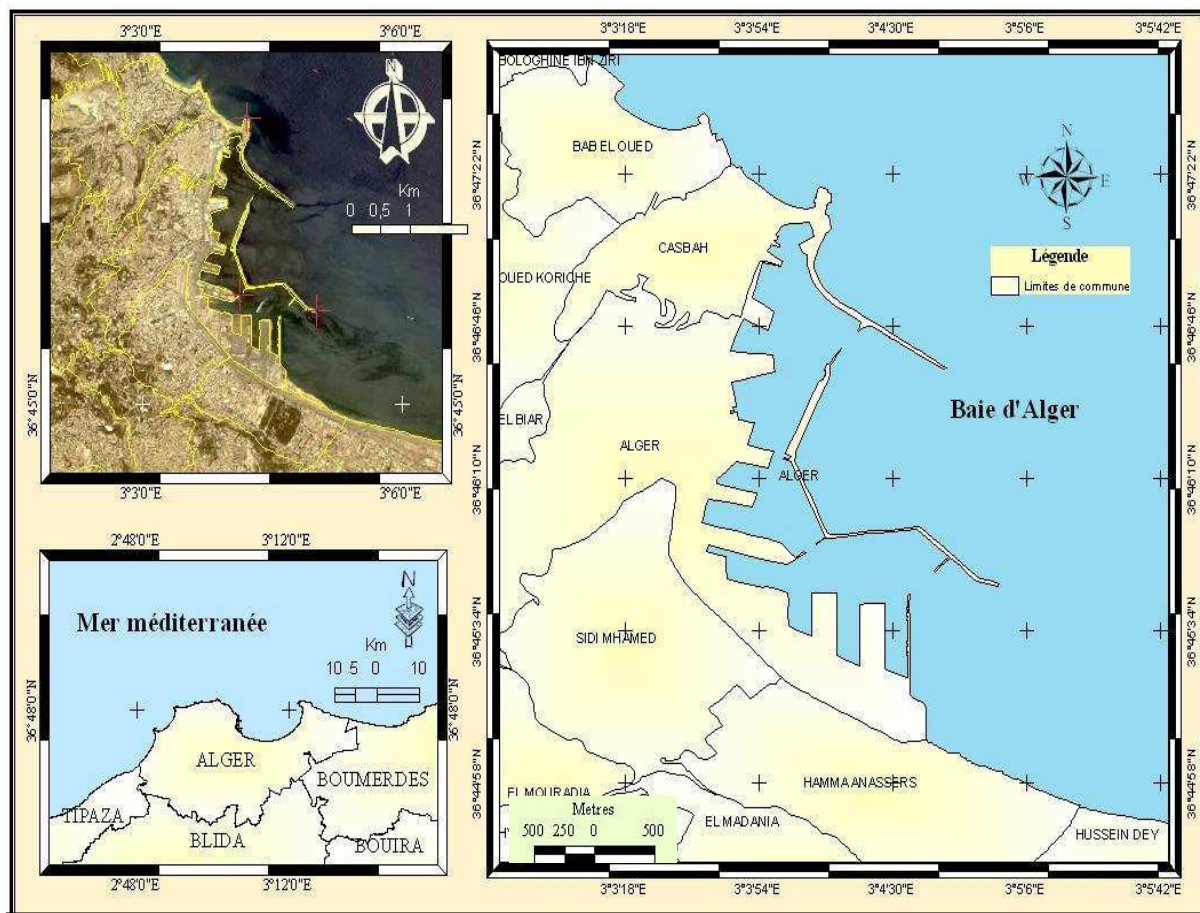 3°3'0"E 3°6'0"E
N
Km
0 0,5 1
36°45'0"N
36°45'0"N
3°3'0"E 3°6'0"E
2°48'0"E 3°12'0"E
Mer méditerranée
N
Km
10 5 0 10
36°48'0"N
36°48'0"N
ALGER
BOUMERDES
TIPAZA
BLIDA
BOUIRA
2°48'0"E 3°12'0"E
3°3'18"E 3°3'54"E 3°4'30"E 3°5'6"E 3°5'42"E
BOLOGHINE IBN ZIRI
BAB EL OUED
N
W E
S
36°47'22"N
36°47'22"N
CASBAH
Légende
Limites de commune
OUED KORICHE
36°46'46"N
36°46'46"N
Baie d'Alger
EL BIAR
ALGER
ALGER
36°46'10"N
36°46'10"N
SIDI MHAMED
36°45'34"N
36°45'34"N
HAMMA ANASSERS
EL MOURADIA
36°44'58"N
36°44'58"N
Metres
500 250 0 500
EL MADANIA
HUSSEIN DEY
3°3'18"E 3°3'54"E 3°4'30"E 3°5'6"E 3°5'42"E